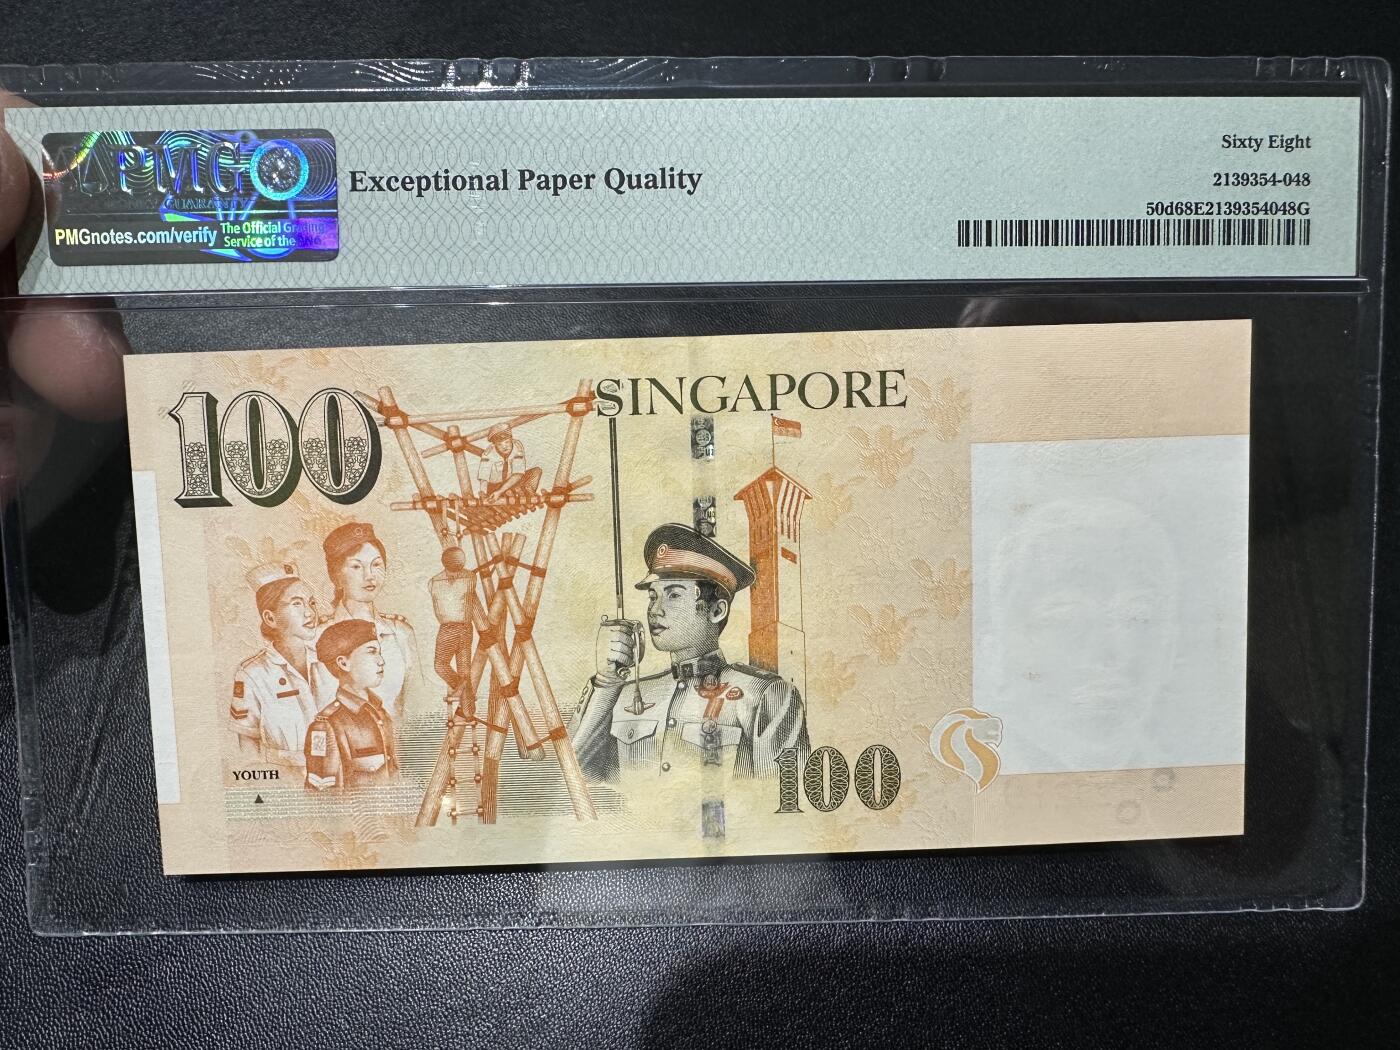 PMG
GUARANTY
PMGnotes.com/verify
The Official Grading
Service of the
Exceptional Paper Quality
Sixty Eight
2139354-048
50d68E2139354048G
100
SINGAPORE
YOUTH
100